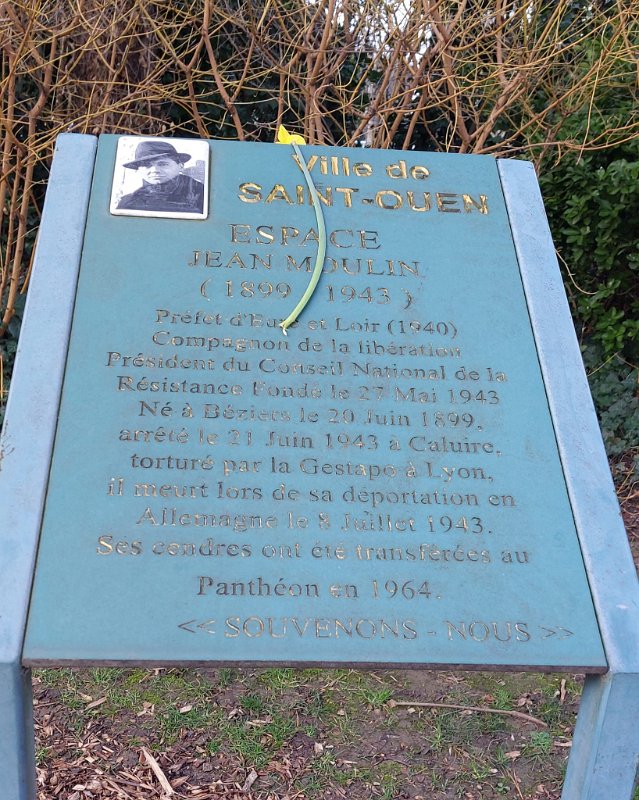 Ville de
SAINT-OUEN
ESPACE
JEAN MOULIN
( 1899 - 1943 )
Préfet d'Eure et Loir (1940)
Compagnon de la libération
Président du Conseil National de la
Résistance Fondé le 27 Mai 1943
Né à Béziers le 20 Juin 1899,
arrêté le 21 Juin 1943 à Caluire,
torturé par la Gestapo à Lyon,
il meurt lors de sa déportation en
Allemagne le 8 Juillet 1943.
Ses cendres ont été transférées au
Panthéon en 1964.
<< SOUVENONS - NOUS >>